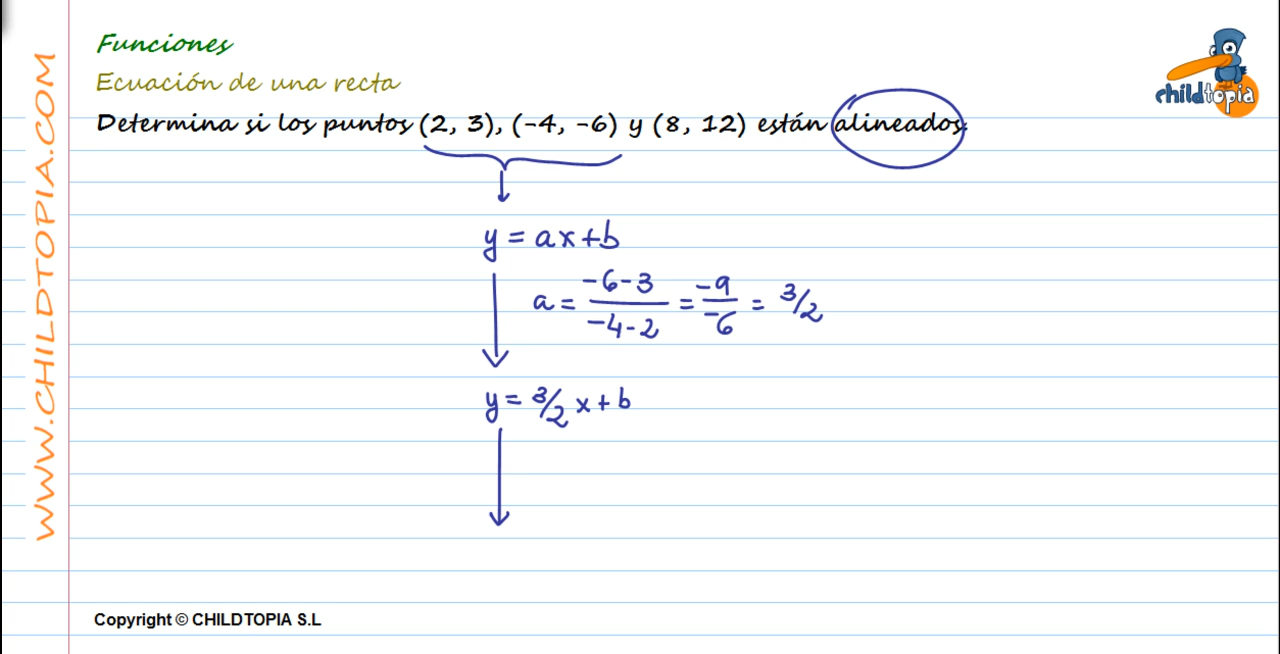 WWW.CHILDTOPIA.COM
Funciones
childtopia
Ecuación de una recta
Determina si los puntos (2, 3), (-4, -6) y (8, 12) están alineados.
y = ax+b
a = -6-3 / -4-2 = -9 / -6 = 3/2
y = 3/2 x + b
Copyright © CHILDTOPIA S.L